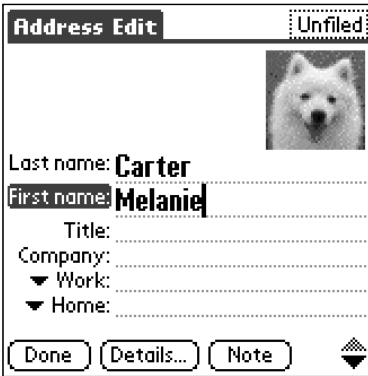 Address Edit Unfiled
Last name: Carter
First name: Melanie
Title:
Company:
Work:
Home:
Done Details... Note